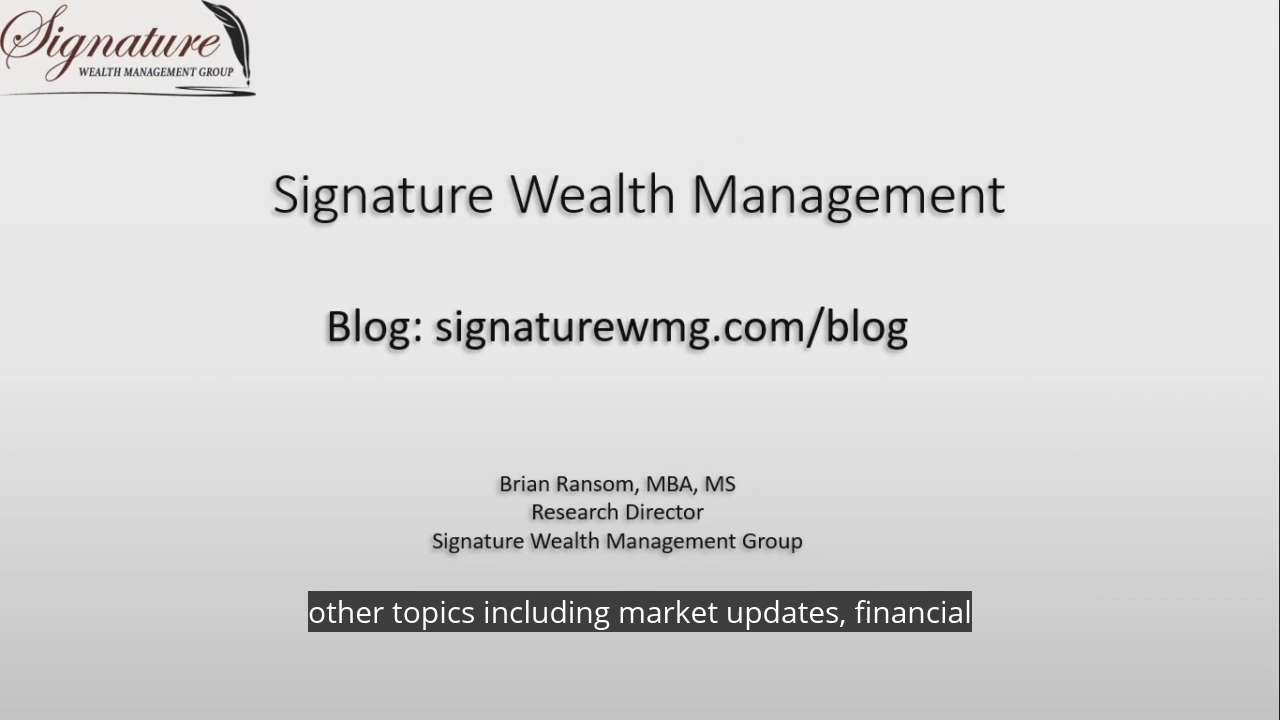 Signature
WEALTH MANAGEMENT GROUP
Signature Wealth Management
Blog: signaturewmg.com/blog
Brian Ransom, MBA, MS
Research Director
Signature Wealth Management Group
other topics including market updates, financial